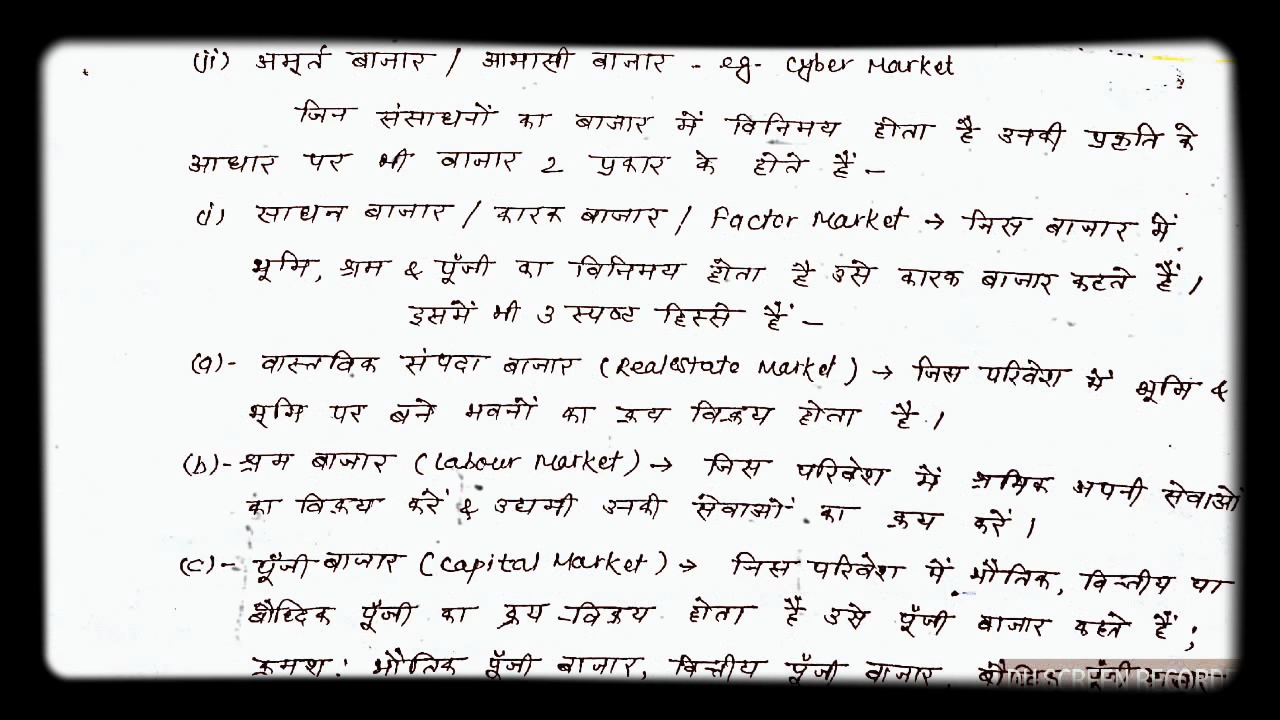 (ii) अमूर्त बाजार / आभासी बाजार - eg- Cyber Market
जिन संसाधनों का बाजार में विनिमय होता है उनकी प्रकृति के
आधार पर भी बाजार 2 प्रकार के होते हैं -
(i) साधन बाजार / कारक बाजार / Factor Market → जिस बाजार में
भूमि, श्रम & पूँजी का विनिमय होता है उसे कारक बाजार कहते हैं।
इसमें भी 3 स्पष्ट हिस्से हैं -
(a)- वास्तविक संपदा बाजार (Realestate Market) → जिस परिवेश में भूमि &
भूमि पर बने भवनों का क्रय विक्रय होता है।
(b)- श्रम बाजार (Labour Market) → जिस परिवेश में श्रमिक अपनी सेवाओं
का विक्रय करें & उद्यमी उनकी सेवाओं का क्रय करें।
(c)- पूँजी बाजार (Capital Market) → जिस परिवेश में भौतिक, वित्तीय या
बौद्धिक पूँजी का क्रय-विक्रय होता है उसे पूँजी बाजार कहते हैं;
क्रमश: भौतिक पूँजी बाजार, वित्तीय पूँजी बाजार, बौद्धिक पूँजी
SCREEN RECORD